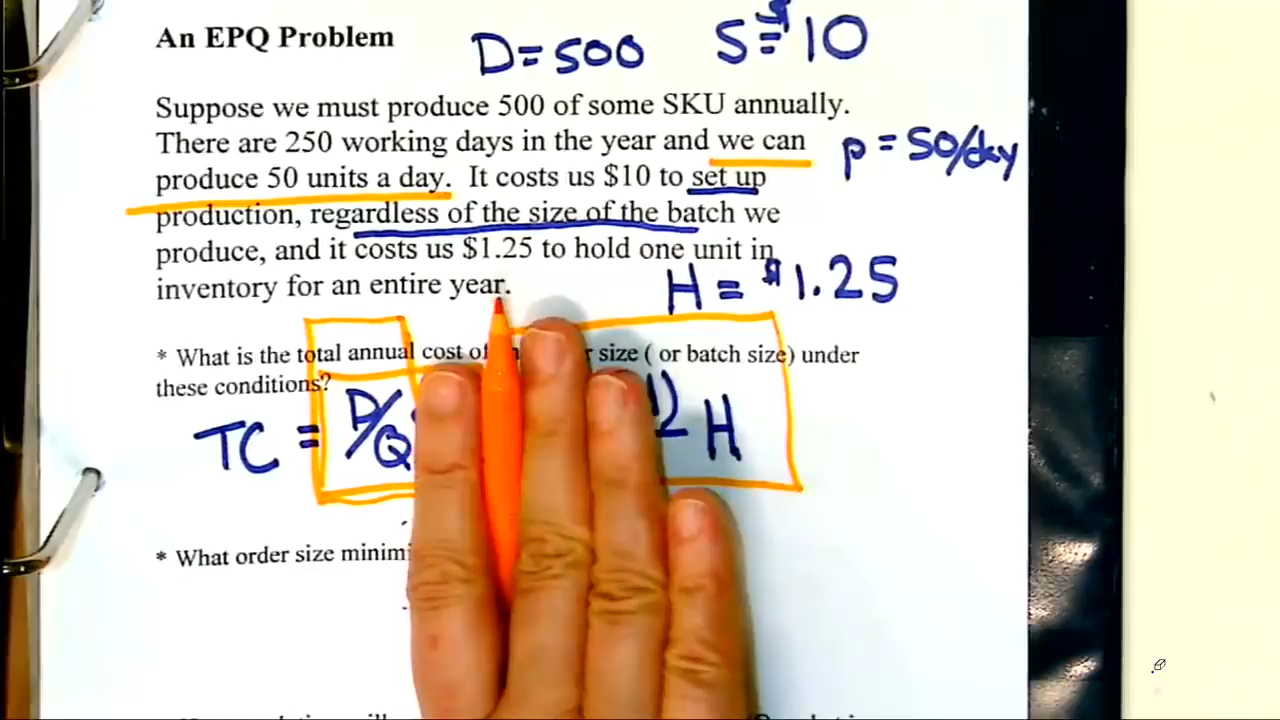 An EPQ Problem D=500 S=$10
Suppose we must produce 500 of some SKU annually.
There are 250 working days in the year and we can
produce 50 units a day. It costs us $10 to set up
p=50/day
production, regardless of the size of the batch we
produce, and it costs us $1.25 to hold one unit in
inventory for an entire year.
H=$1.25
* What is the total annual cost of size ( or batch size) under
these conditions?
TC = D/Q H
* What order size